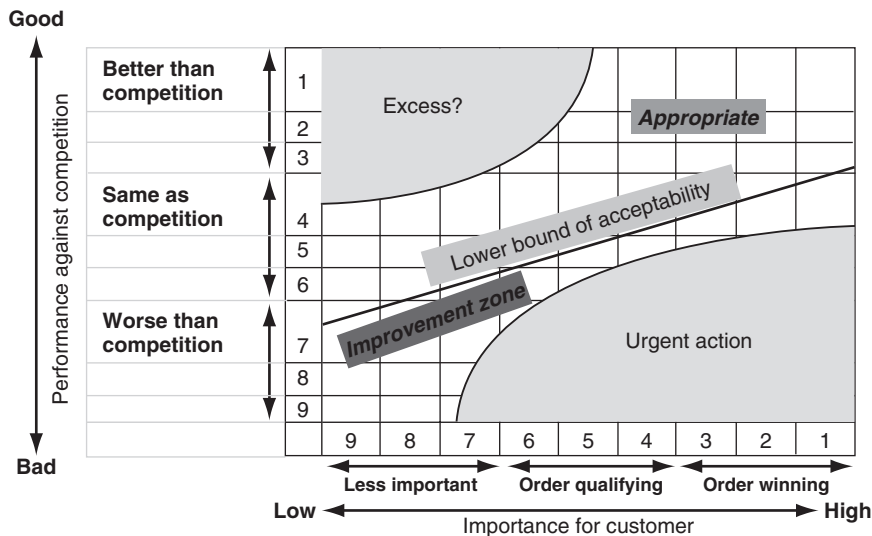 Good
Performance against competition
Bad
Better than
competition
Same as
competition
Worse than
competition
1
2
3
4
5
6
7
8
9
Excess?
Appropriate
Lower bound of acceptability
Improvement zone
Urgent action
9 8 7 6 5 4 3 2 1
Less important Order qualifying Order winning
Low High
Importance for customer